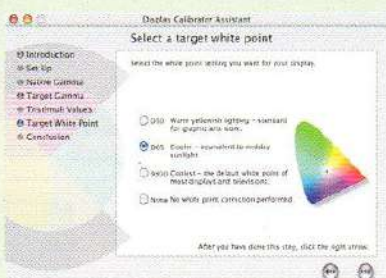 Display Calibrator Assistant
Select a target white point
Introduction
Set Up
Native Gamma
Target Gamma
Tristimuli Values
Target White Point
Conclusion
Select the white point setting you want for your display.
D50 Warm yellowish lighting – standard
for graphic arts work.
D65 Cooler – equivalent to midday
sunlight.
9300 Coolest – the default white point of
most displays and televisions.
None No white point correction performed
After you have done this step, click the right arrow.